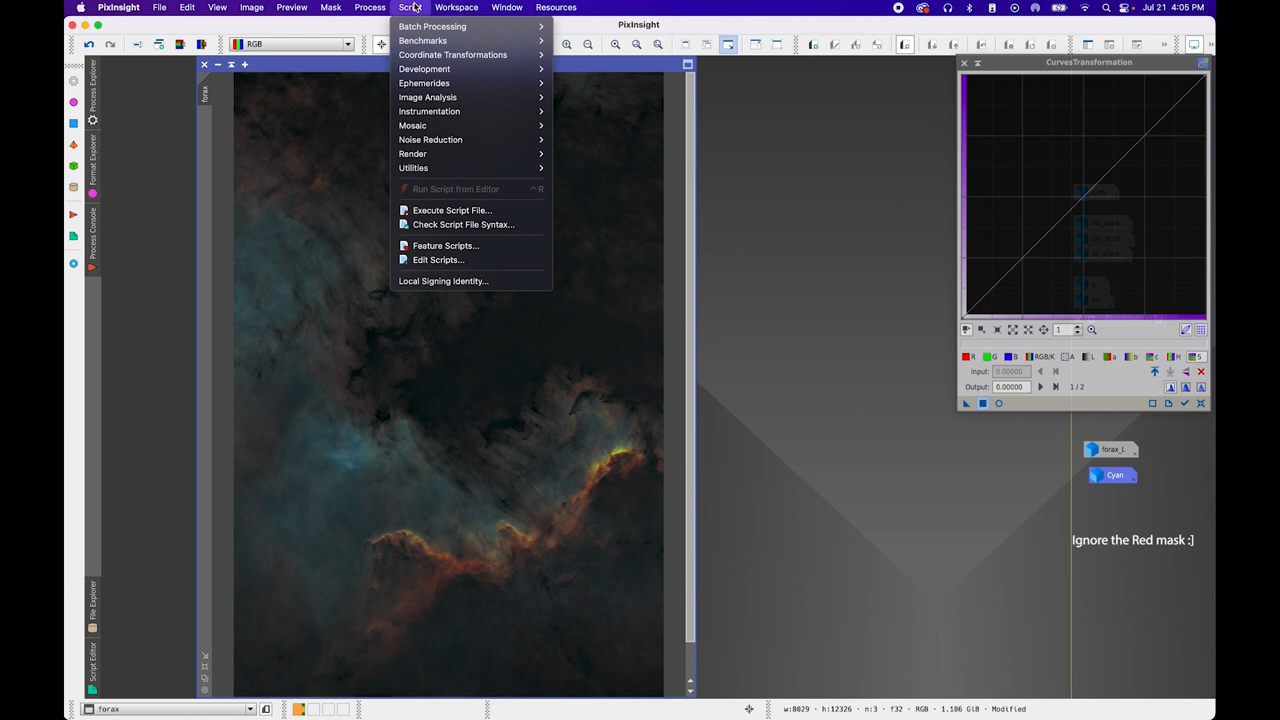 PixInsight File Edit View Image Preview Mask Process Script Workspace Window Resources Jul 21 4:05 PM
PixInsight
RGB
Process Explorer
Format Explorer
Process Console
File Explorer
Script Editor
forax
Batch Processing
Benchmarks
Coordinate Transformations
Development
Ephemerides
Image Analysis
Instrumentation
Mosaic
Noise Reduction
Render
Utilities
Run Script from Editor ^ R
Execute Script File...
Check Script File Syntax...
Feature Scripts...
Edit Scripts...
Local Signing Identity...
CurvesTransformation
1
R G B RGB/K A L a b c H S
Input: 0.00000
Output: 0.00000 1 / 2
forax_L
Cyan
Ignore the Red mask :]
forax
w:8029 · h:12326 · n:3 · f32 · RGB · 1.106 GiB · Modified